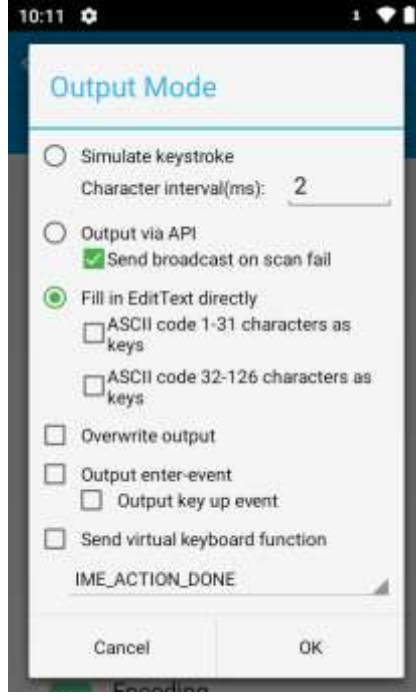 10:11
Output Mode
Simulate keystroke
Character interval(ms): 2
Output via API
Send broadcast on scan fail
Fill in EditText directly
ASCII code 1-31 characters as
keys
ASCII code 32-126 characters as
keys
Overwrite output
Output enter-event
Output key up event
Send virtual keyboard function
IME_ACTION_DONE
Cancel OK
Encoding